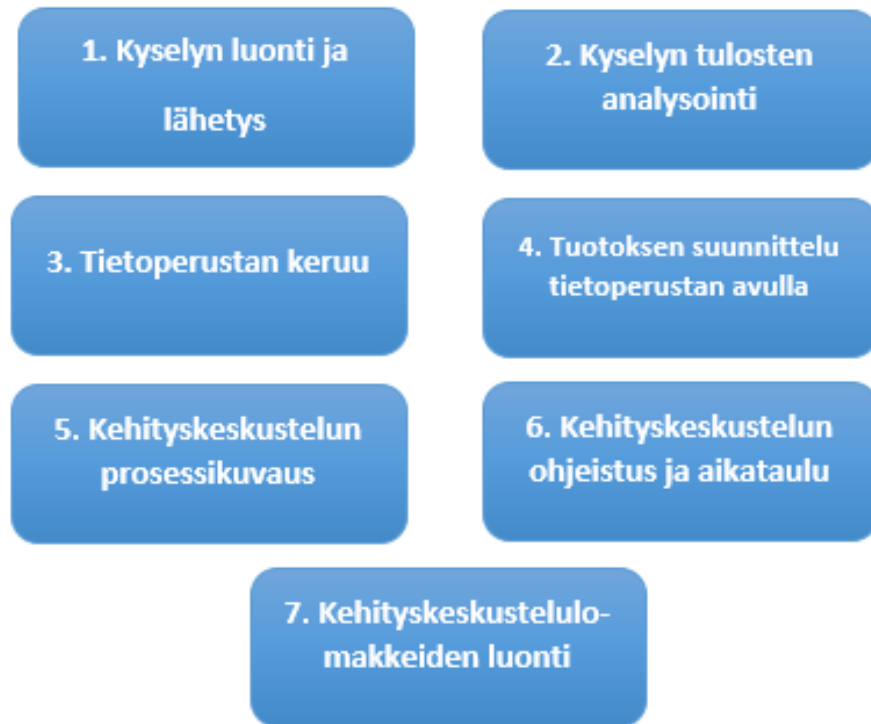 1. Kyselyn luonti ja
lähetys
2. Kyselyn tulosten
analysointi
3. Tietoperustan keruu
4. Tuotoksen suunnittelu
tietoperustan avulla
5. Kehityskeskustelun
prosessikuvaus
6. Kehityskeskustelun
ohjeistus ja aikataulu
7. Kehityskeskustelulo-
makkeiden luonti